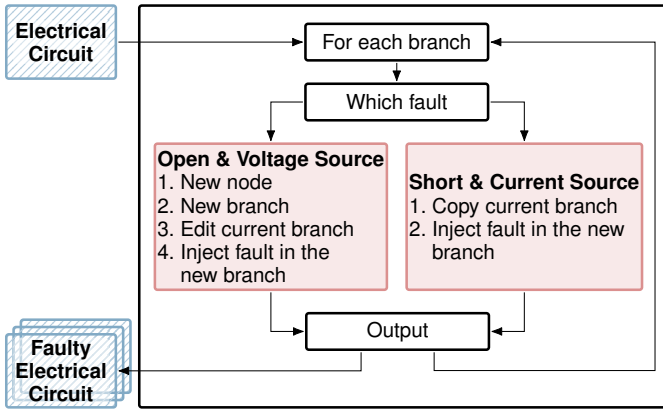 Electrical
Circuit
For each branch
Which fault
Open & Voltage Source
1. New node
2. New branch
3. Edit current branch
4. Inject fault in the
new branch
Short & Current Source
1. Copy current branch
2. Inject fault in the new
branch
Output
Faulty
Electrical
Circuit